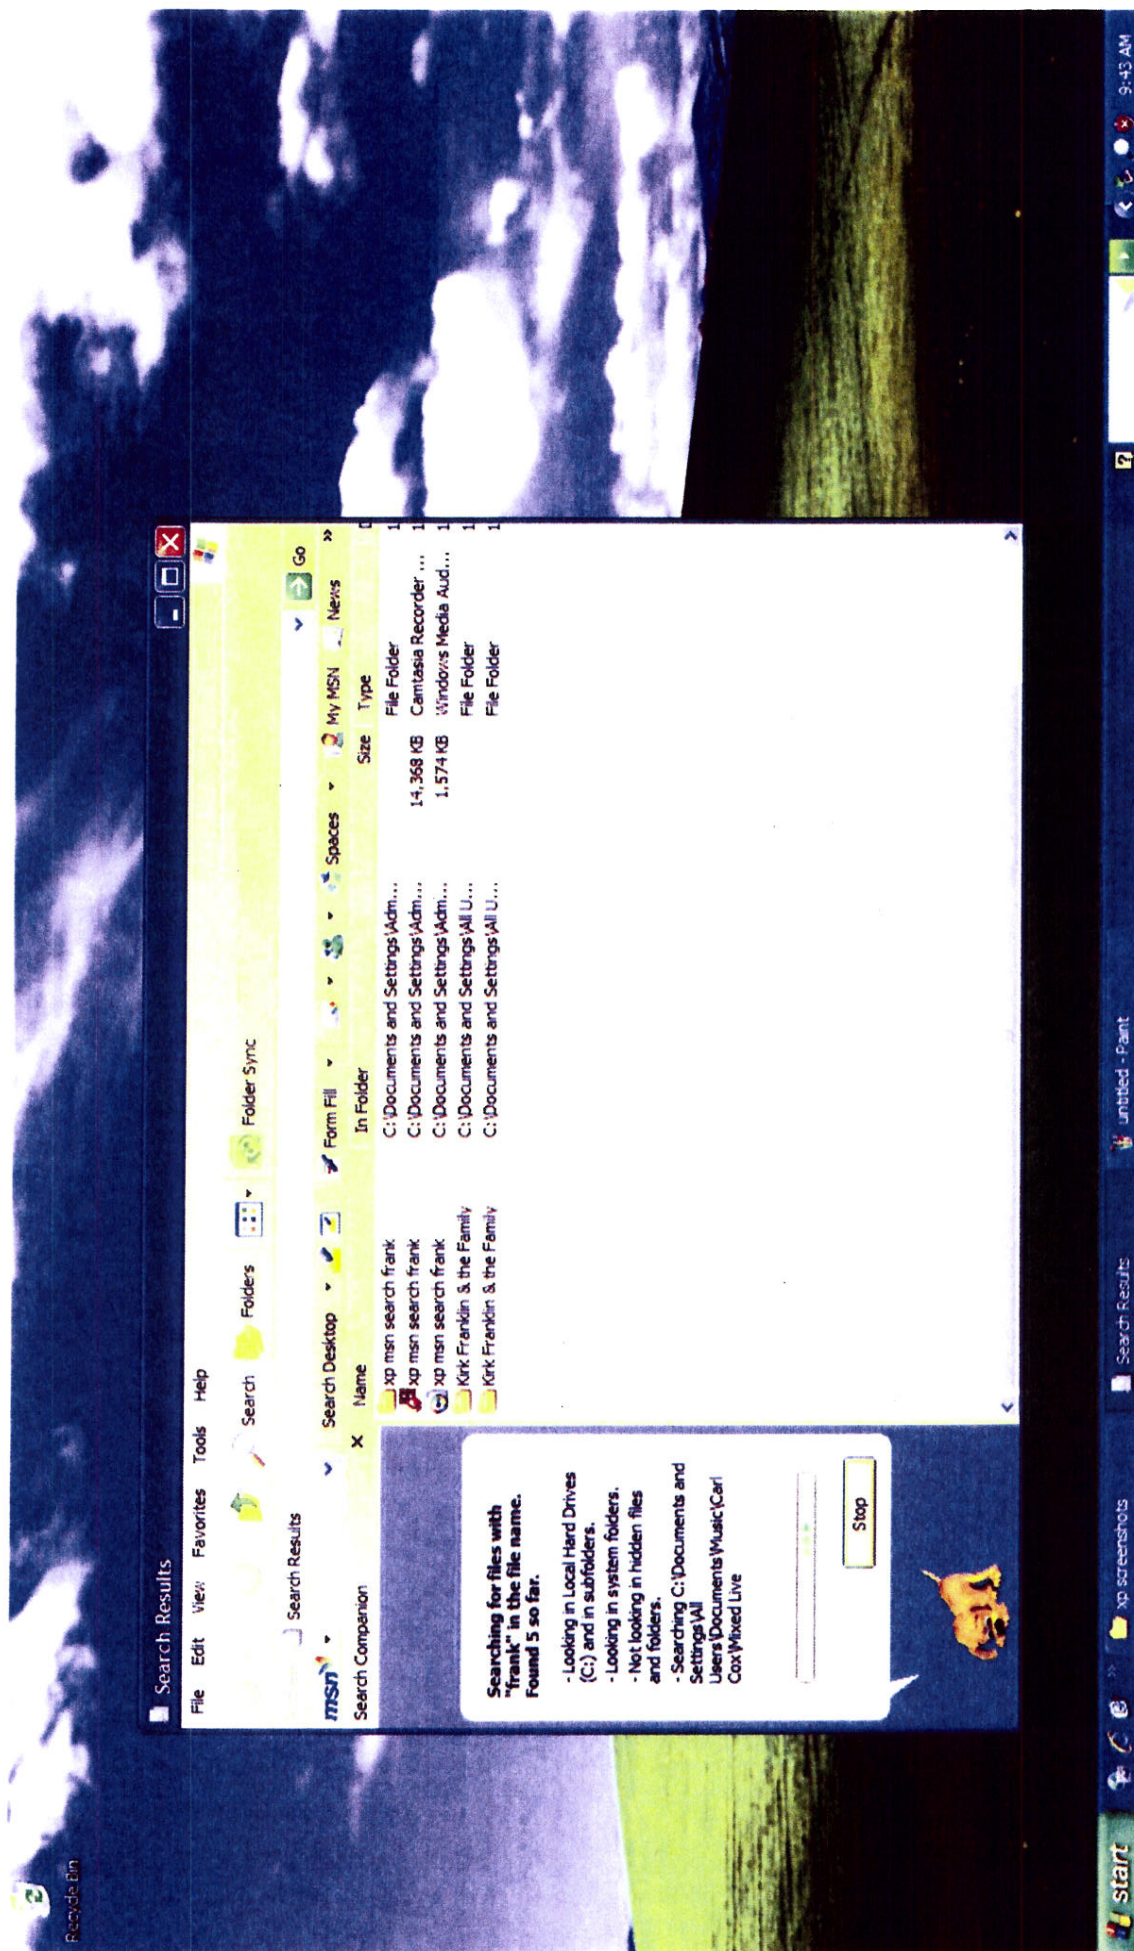 Recycle Bin
Search Results
File Edit View Favorites Tools Help
Search Folders Folder Sync
Search Results Go
msn Search Desktop Form Fill Spaces My MSN News »
Search Companion X Name In Folder Size Type
xp msn search frank C:\Documents and Settings\Adm... File Folder 1
xp msn search frank C:\Documents and Settings\Adm... 14,368 KB Camtasia Recorder ... 1
xp msn search frank C:\Documents and Settings\Adm... 1,574 KB Windows Media Aud... 1
Kirk Franklin & the Family C:\Documents and Settings\All U... File Folder 1
Kirk Franklin & the Family C:\Documents and Settings\All U... File Folder 1
Searching for files with
"frank" in the file name.
Found 5 so far.
- Looking in Local Hard Drives
(C:) and in subfolders.
- Looking in system folders.
- Not looking in hidden files
and folders.
- Searching C:\Documents and
Settings\All
Users\Documents\Music\Carl
Cox\Mixed Live
Stop
start » xp screenshots Search Results untitled - Paint ? 9:43 AM